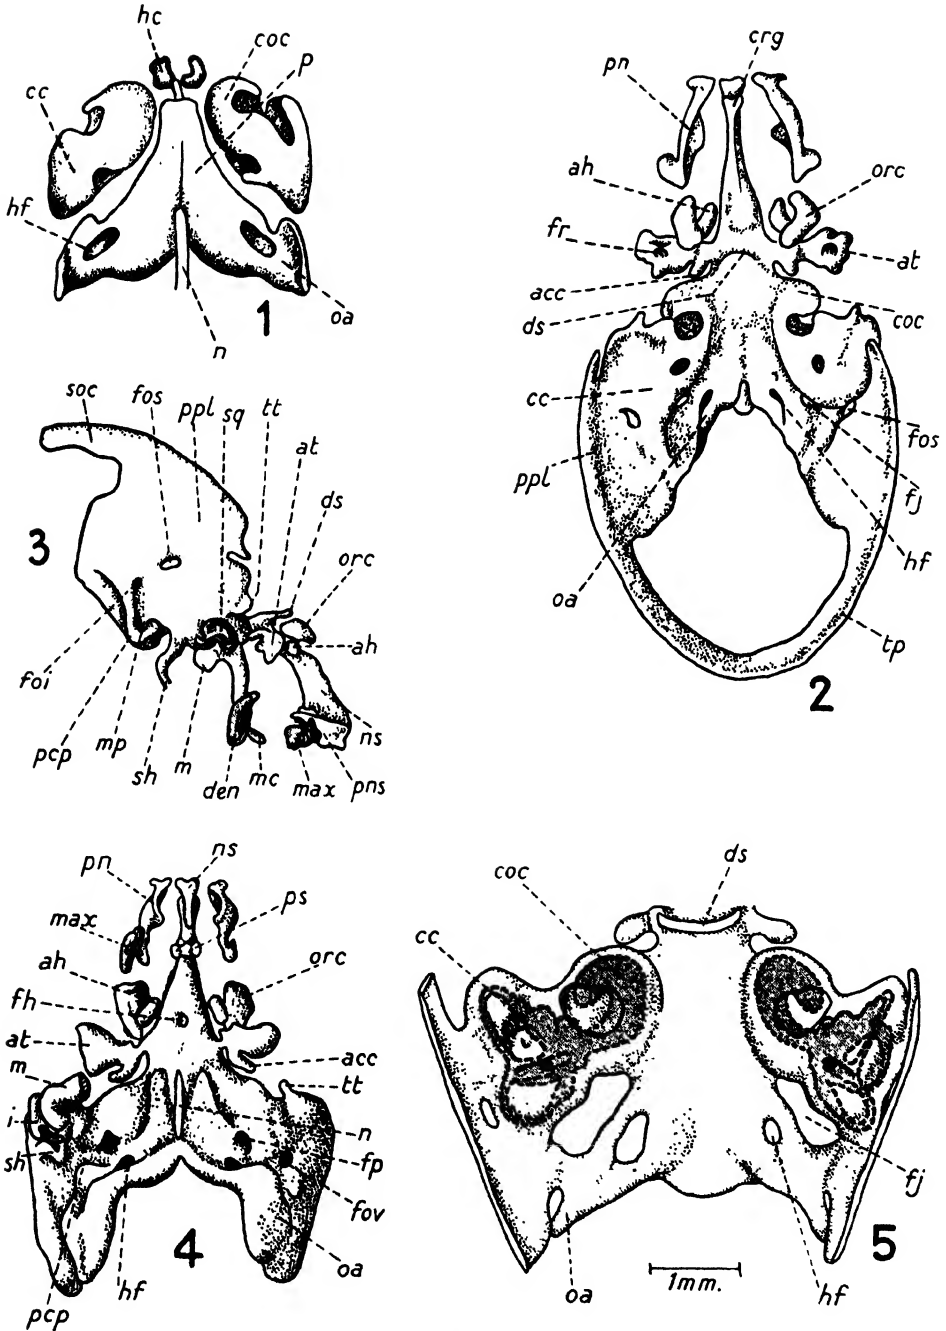 hc
coc
p
cc
hf
1
oa
n
crg
pn
ah
orc
fr
at
acc
ds
coc
cc
fos
ppl
fj
hf
oa
tp
2
soc
fos
ppl
sq
tt
at
ds
orc
3
ah
foi
ns
pcp
mp
sh
m
den
mc
max
pns
ns
pn
ps
max
ah
orc
fh
at
acc
m
tt
i
n
sh
fp
fov
4
oa
hf
pcp
ds
coc
cc
fj
5
1mm.
oa
hf